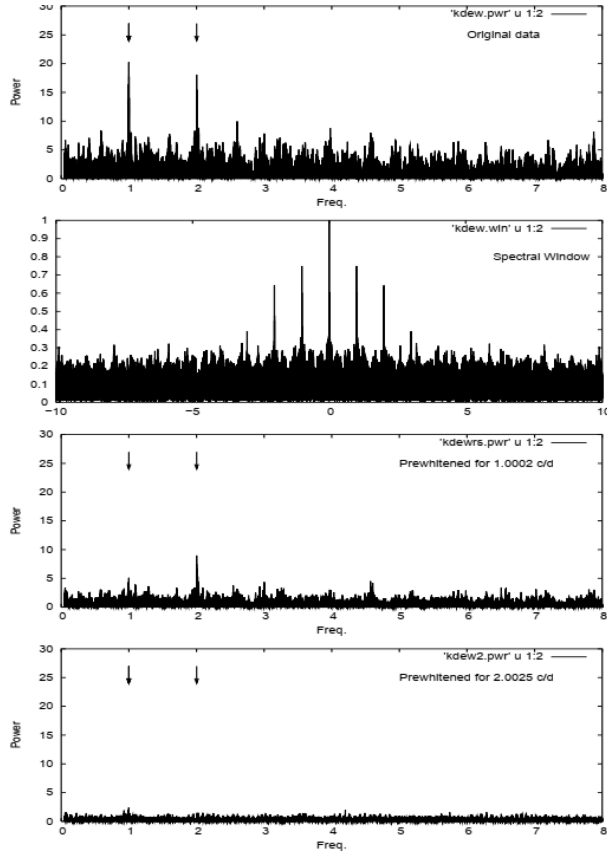 30
'kdew.pwr' u 1:2
25
Original data
20
Power
15
10
5
0
0 1 2 3 4 5 6 7 8
Freq.
1
'kdew.win' u 1:2
0.9
0.8
Spectral Window
0.7
0.6
0.5
0.4
0.3
0.2
0.1
0
−10 −5 0 5 10
30
'kdewrs.pwr' u 1:2
25
Prewhitened for 1.0002 c/d
20
Power
15
10
5
0
0 1 2 3 4 5 6 7 8
Freq.
30
'kdew2.pwr' u 1:2
25
Prewhitened for 2.0025 c/d
20
Power
15
10
5
0
0 1 2 3 4 5 6 7 8
Freq.